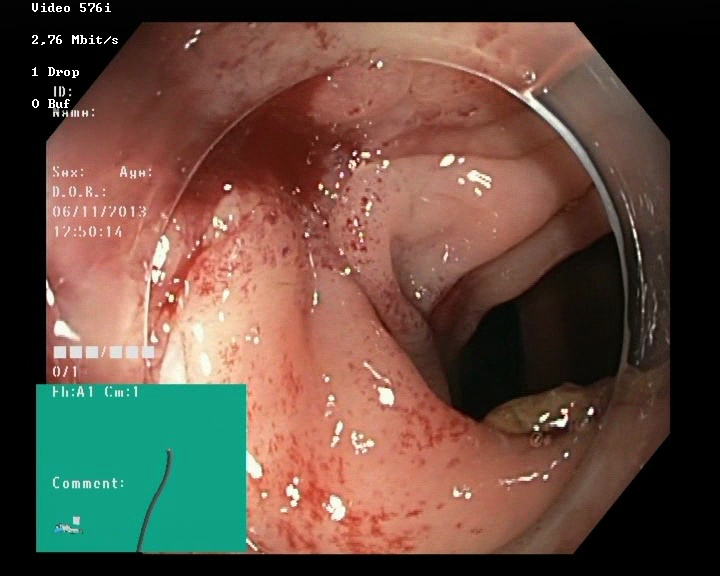 Video 576i
2,76 Mbit/s
1 Drop
0 Buf
ID:
Name:
Sex: Age:
D.O.B.:
06/11/2013
12:50:14
0/1
Ph:A1 Cm:1
Comment: